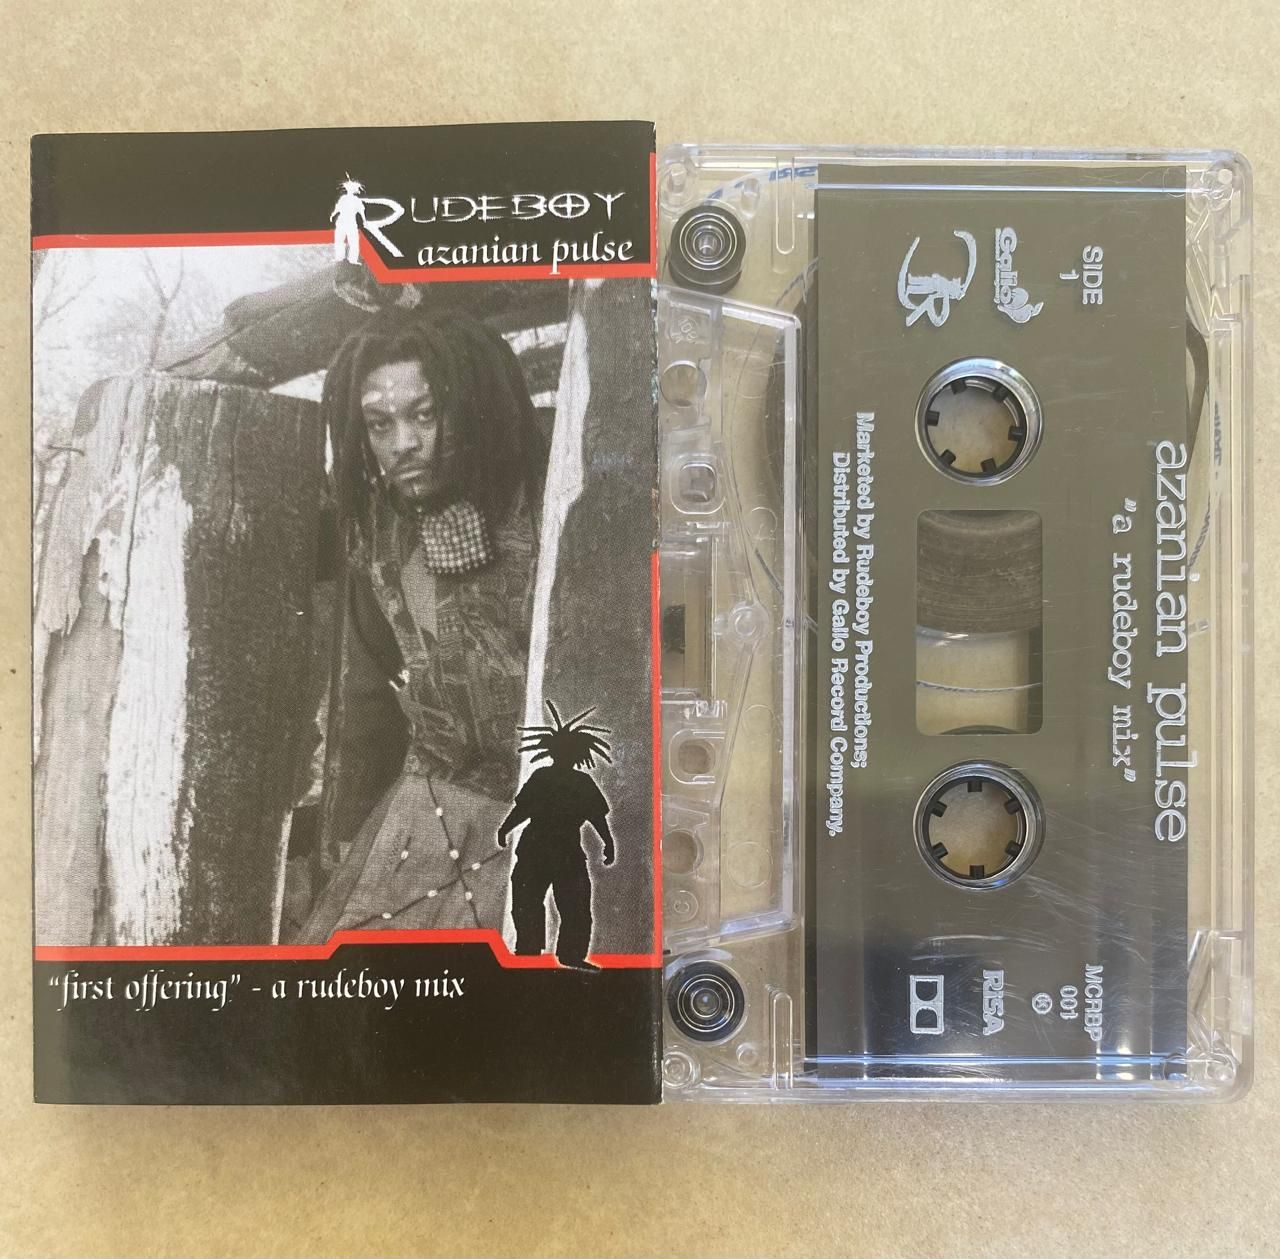 RUDEBOY
azanian pulse
"first offering" - a rudeboy mix
azanian pulse
"a rudeboy mix"
SIDE
1
Gallo
R
MCRBP
001
RiSA
Marketed by Rudeboy Productions;
Distributed by Gallo Record Company.